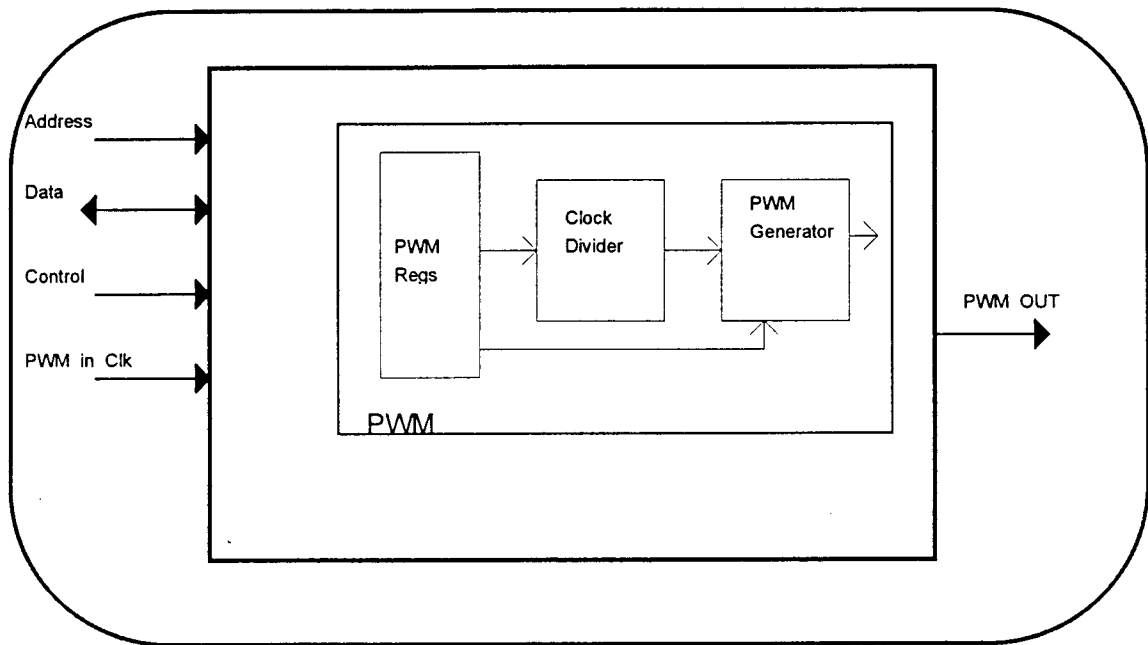 Address
Data
Control
PWM in Clk
PWM
Regs
Clock
Divider
PWM
Generator
PWM
PWM OUT